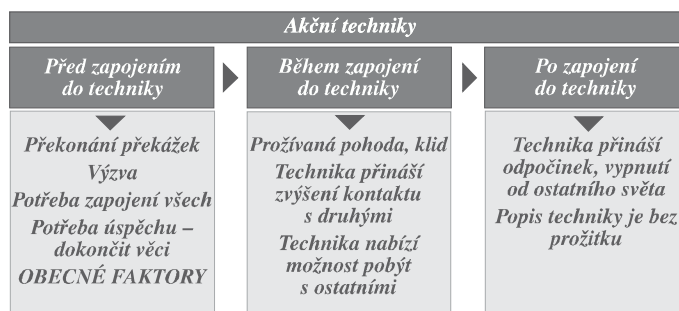 Akční techniky
Před zapojením
do techniky
Překonání překážek
Výzva
Potřeba zapojení všech
Potřeba úspěchu –
dokončit věci
OBECNÉ FAKTORY
Během zapojení
do techniky
Prožívaná pohoda, klid
Technika přináší
zvýšení kontaktu
s druhými
Technika nabízí
možnost pobýt
s ostatními
Po zapojení
do techniky
Technika přináší
odpočinek, vypnutí
od ostatního světa
Popis techniky je bez
prožitku